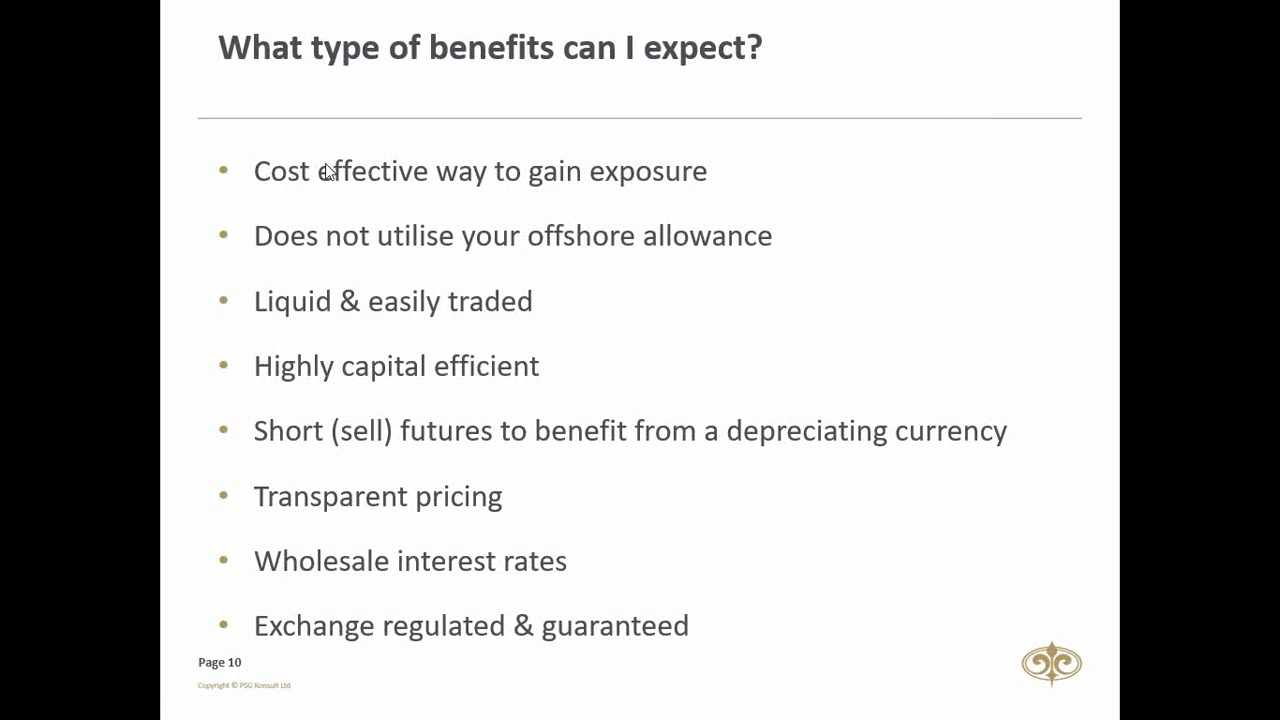 What type of benefits can I expect?
• Cost effective way to gain exposure
• Does not utilise your offshore allowance
• Liquid & easily traded
• Highly capital efficient
• Short (sell) futures to benefit from a depreciating currency
• Transparent pricing
• Wholesale interest rates
• Exchange regulated & guaranteed
Page 10
Copyright © PSG Konsult Ltd